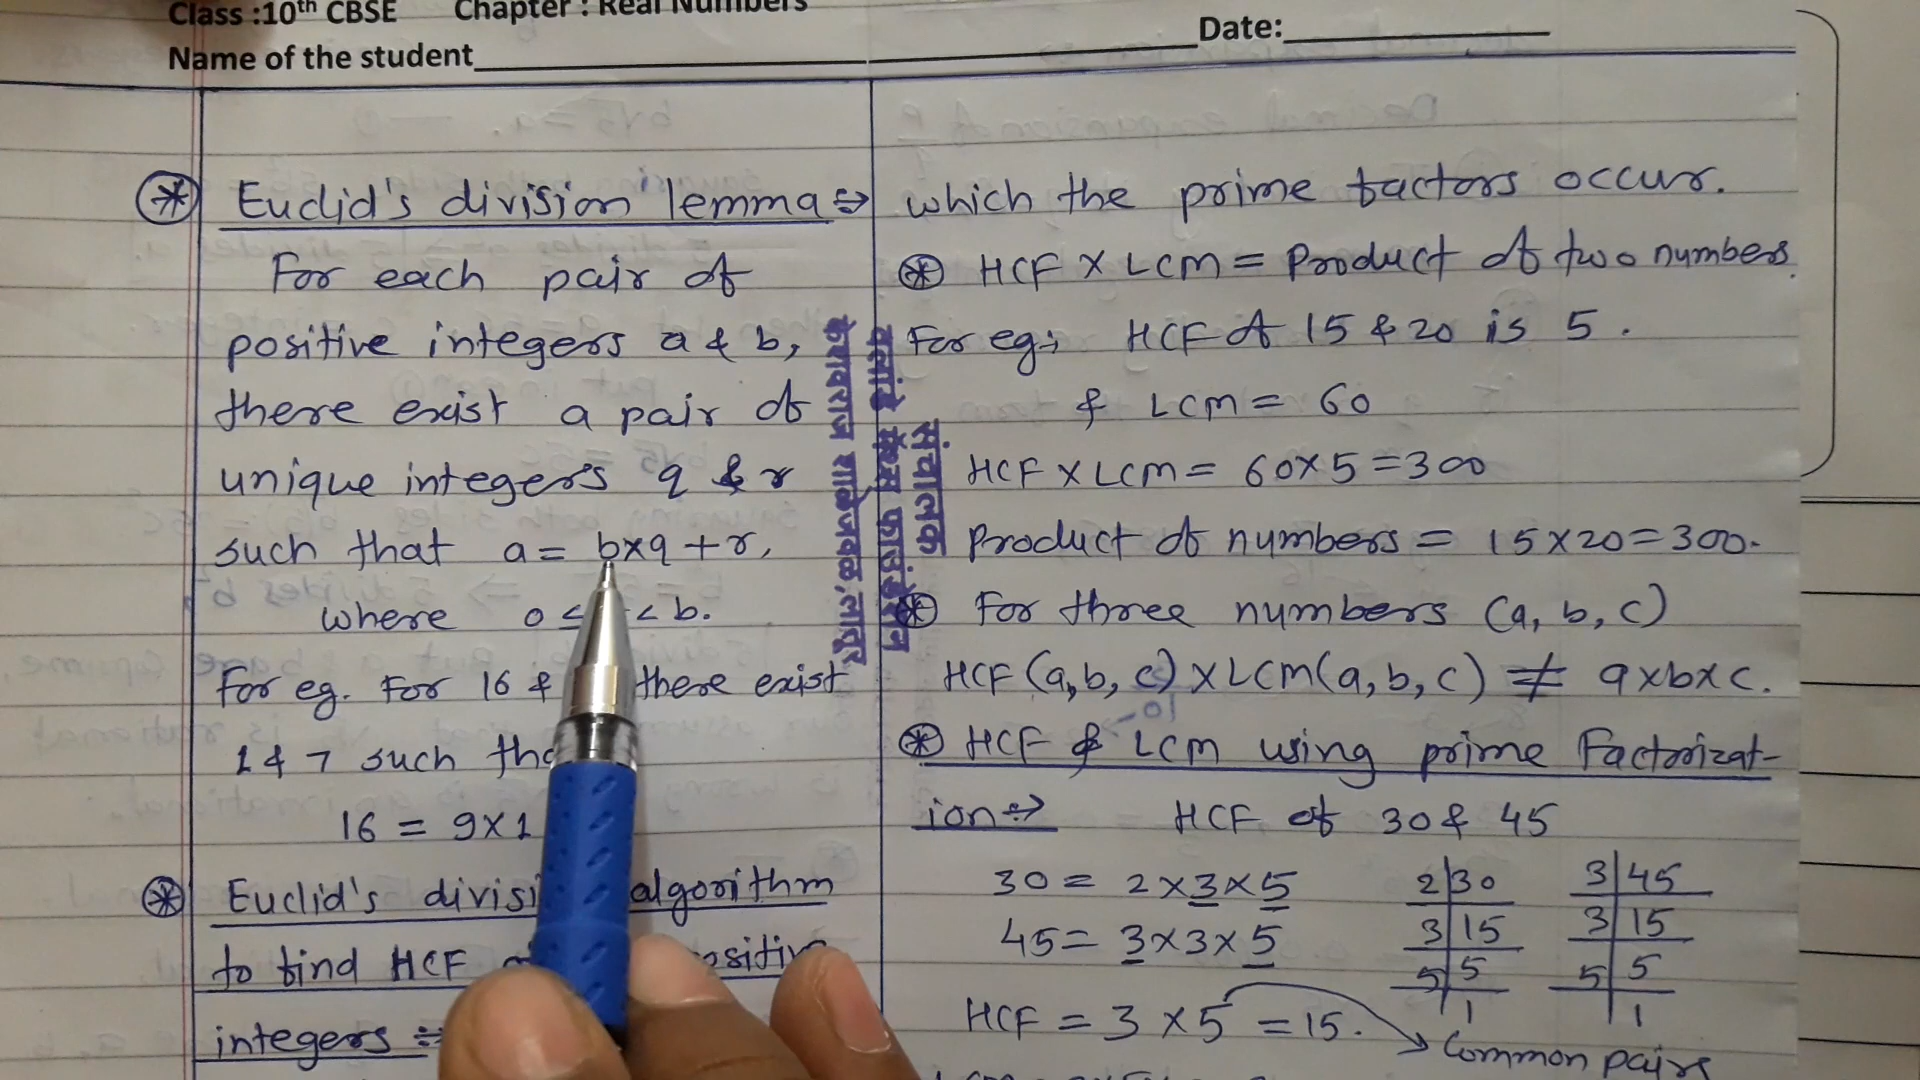 Class :10th CBSE Chapter : Real Numbers
Name of the student Date:
Euclid's division lemma ⇒
For each pair of
positive integers a & b,
there exist a pair of
unique integers q & r
such that a = b×q + r,
where 0 ≤ < b.
For eg. For 16 & there exist
1 & 7 such
16 = 9×1
Euclid's algorithm
to find HCF
integers ⇒
which the prime factors occur.
HCF × LCM = Product of two numbers.
For eg; HCF of 15 & 20 is 5.
& LCM = 60
HCF × LCM = 60×5 = 300
Product of numbers = 15×20 = 300.
For three numbers (a, b, c)
HCF (a, b, c) × LCM (a, b, c) ≠ a×b×c.
HCF & LCM using prime Factorizat-
ion ⇒ HCF of 30 & 45
30 = 2×3×5 2|30 3|45
3|15 3|15
45 = 3×3×5
5|5 5|5
1 1
HCF = 3×5 = 15.
Common pairs
केशवराज शाळेजवळ, लातूर
संचालक